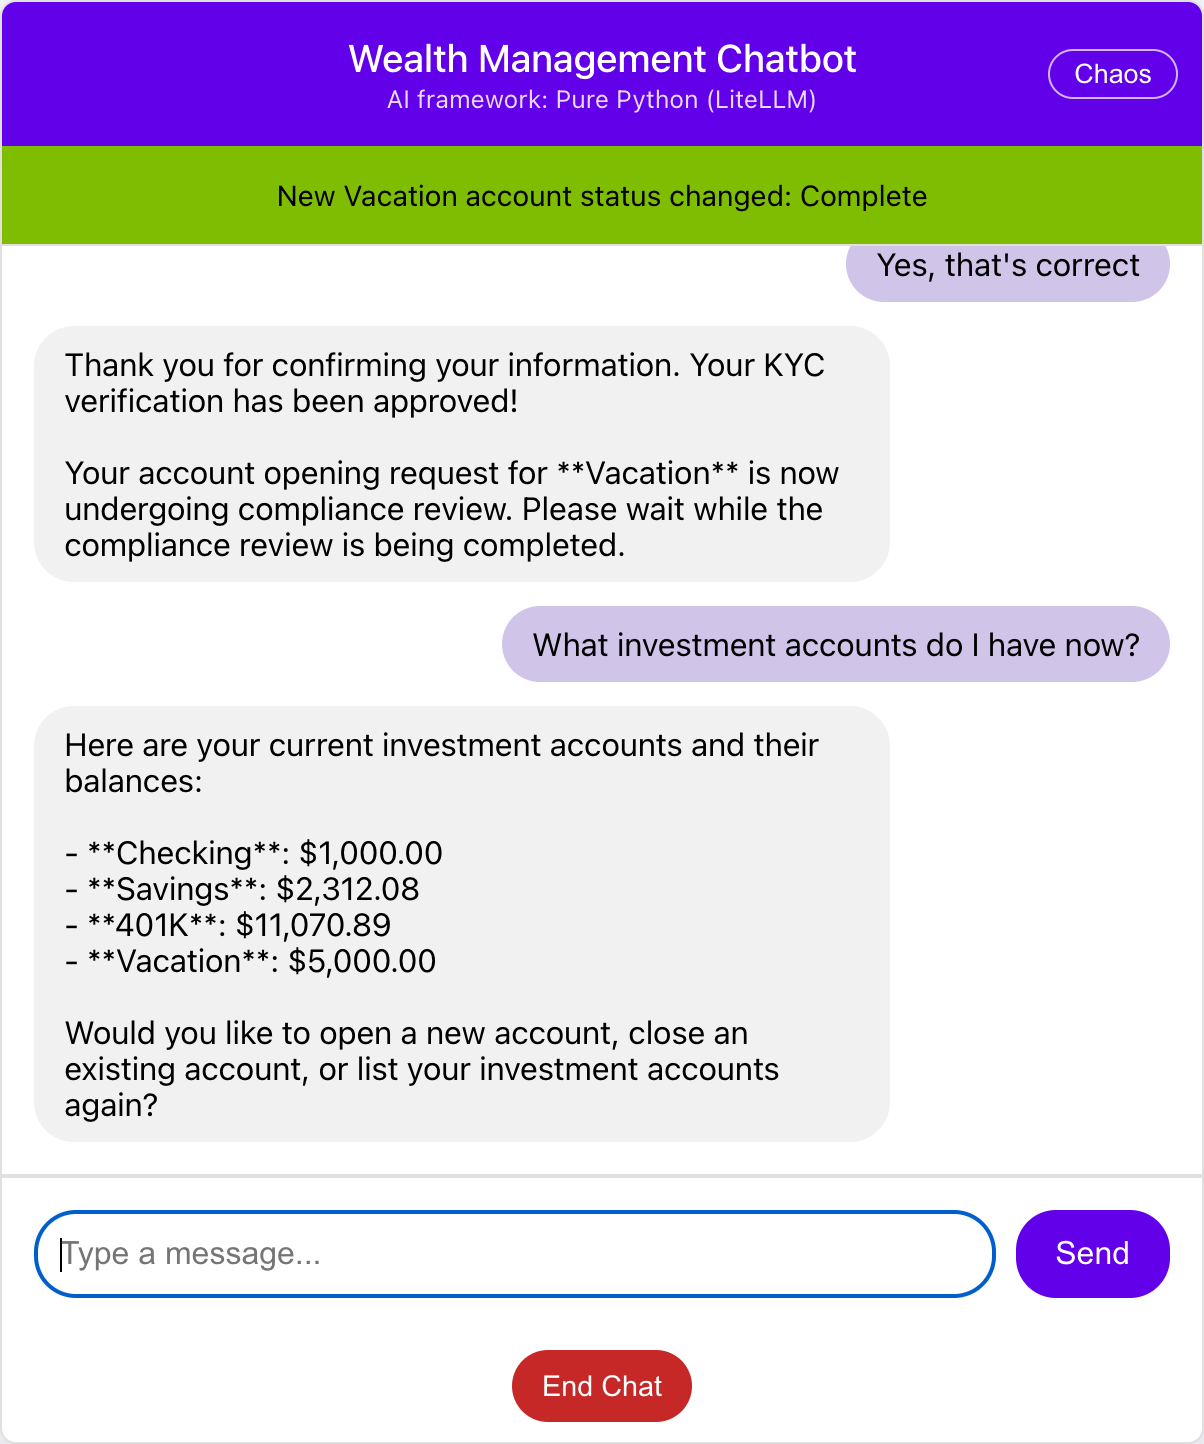 Wealth Management Chatbot
AI framework: Pure Python (LiteLLM)
Chaos
New Vacation account status changed: Complete
Yes, that's correct
Thank you for confirming your information. Your KYC
verification has been approved!
Your account opening request for **Vacation** is now
undergoing compliance review. Please wait while the
compliance review is being completed.
What investment accounts do I have now?
Here are your current investment accounts and their
balances:
- **Checking**: $1,000.00
- **Savings**: $2,312.08
- **401K**: $11,070.89
- **Vacation**: $5,000.00
Would you like to open a new account, close an
existing account, or list your investment accounts
again?
Type a message...
Send
End Chat